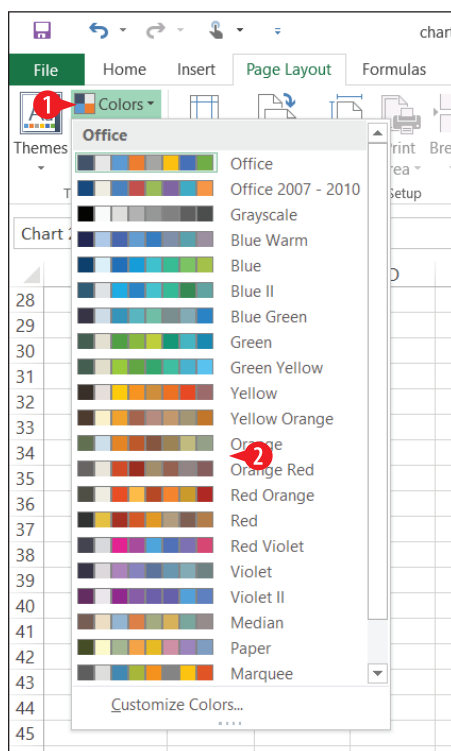 chart
File Home Insert Page Layout Formulas
1 Colors
Themes
Print Bre
rea
T Setup
Office
Office
Office 2007 - 2010
Grayscale
Blue Warm
Blue
Blue II
Blue Green
Green
Green Yellow
Yellow
Yellow Orange
Orange
2
Orange Red
Red Orange
Red
Red Violet
Violet
Violet II
Median
Paper
Marquee
Customize Colors...
Chart 2
D
28
29
30
31
32
33
34
35
36
37
38
39
40
41
42
43
44
45